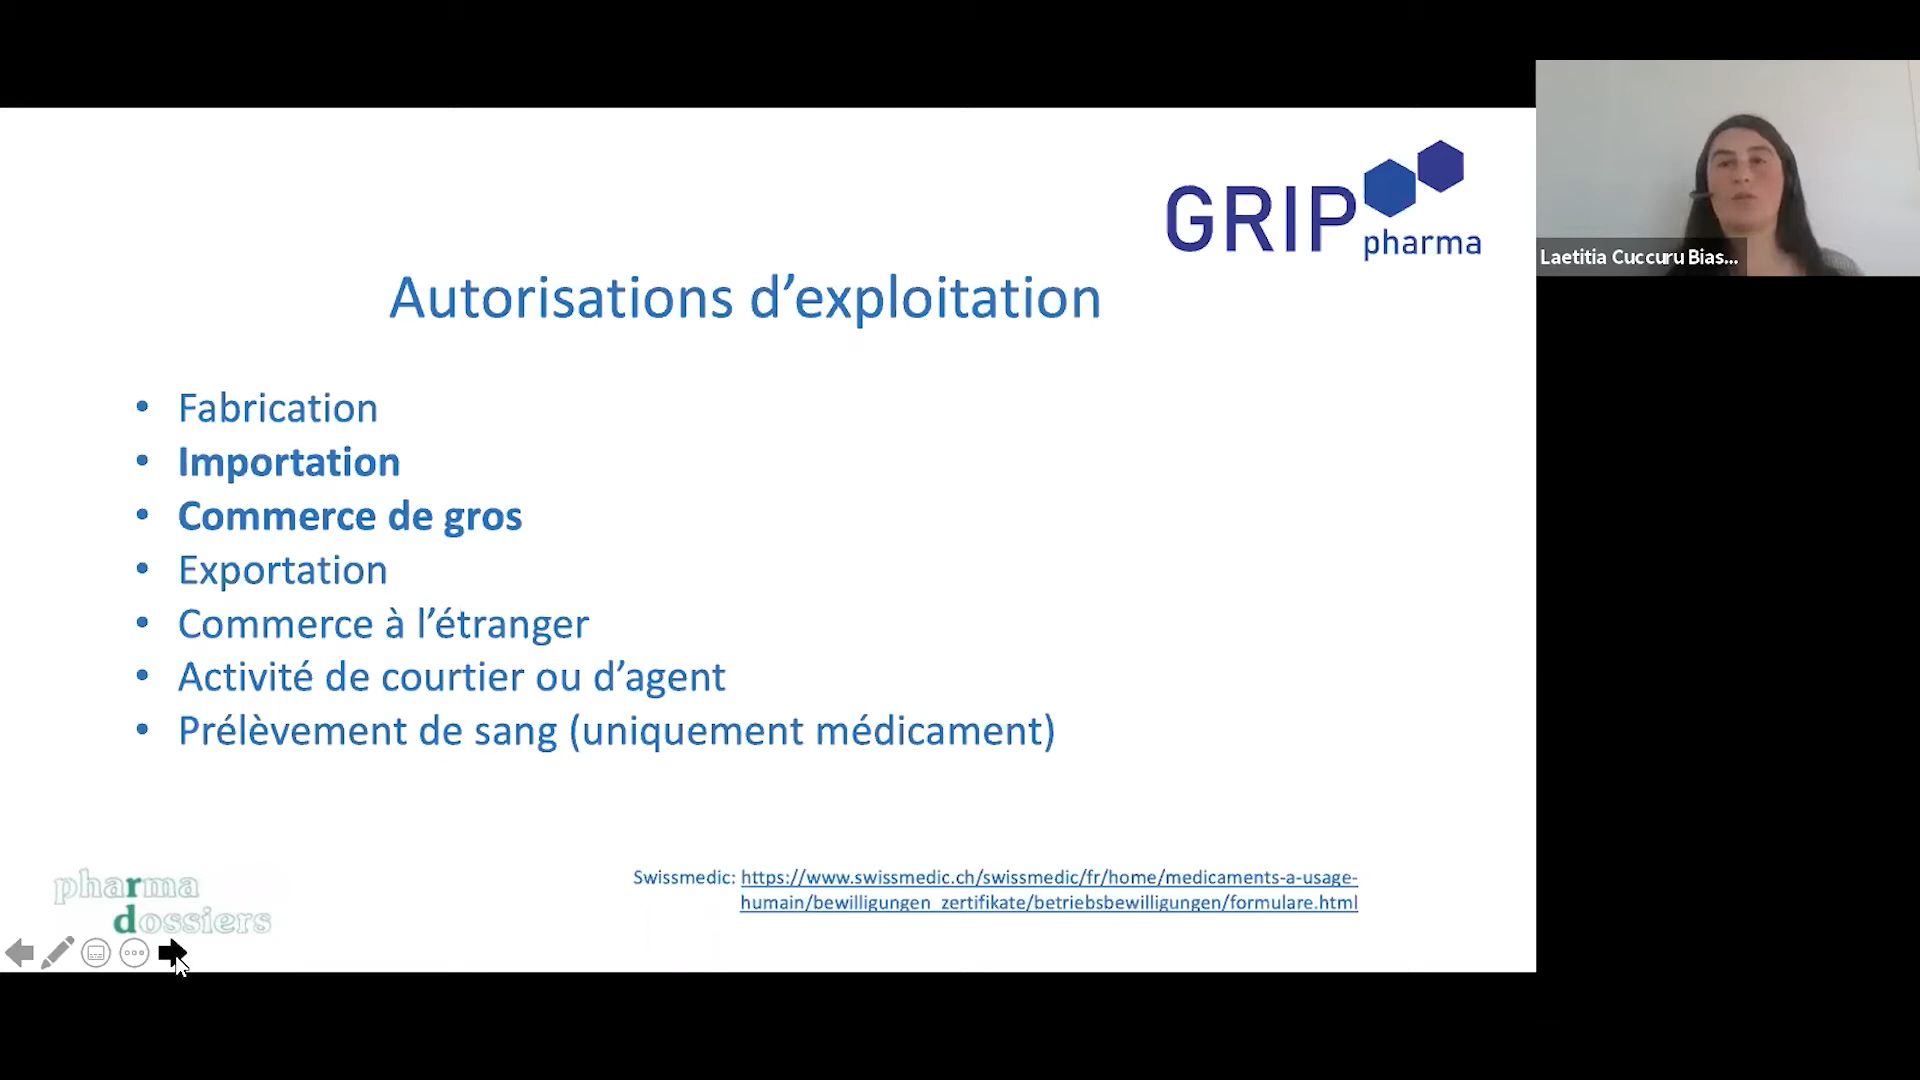 GRIP
pharma
Laetitia Cuccuru Bias...
Autorisations d’exploitation
• Fabrication
• Importation
• Commerce de gros
• Exportation
• Commerce à l’étranger
• Activité de courtier ou d’agent
• Prélèvement de sang (uniquement médicament)
Swissmedic: https://www.swissmedic.ch/swissmedic/fr/home/medicaments-a-usage-
humain/bewilligungen_zertifikate/betriebsbewilligungen/formulare.html
pharma
dossiers